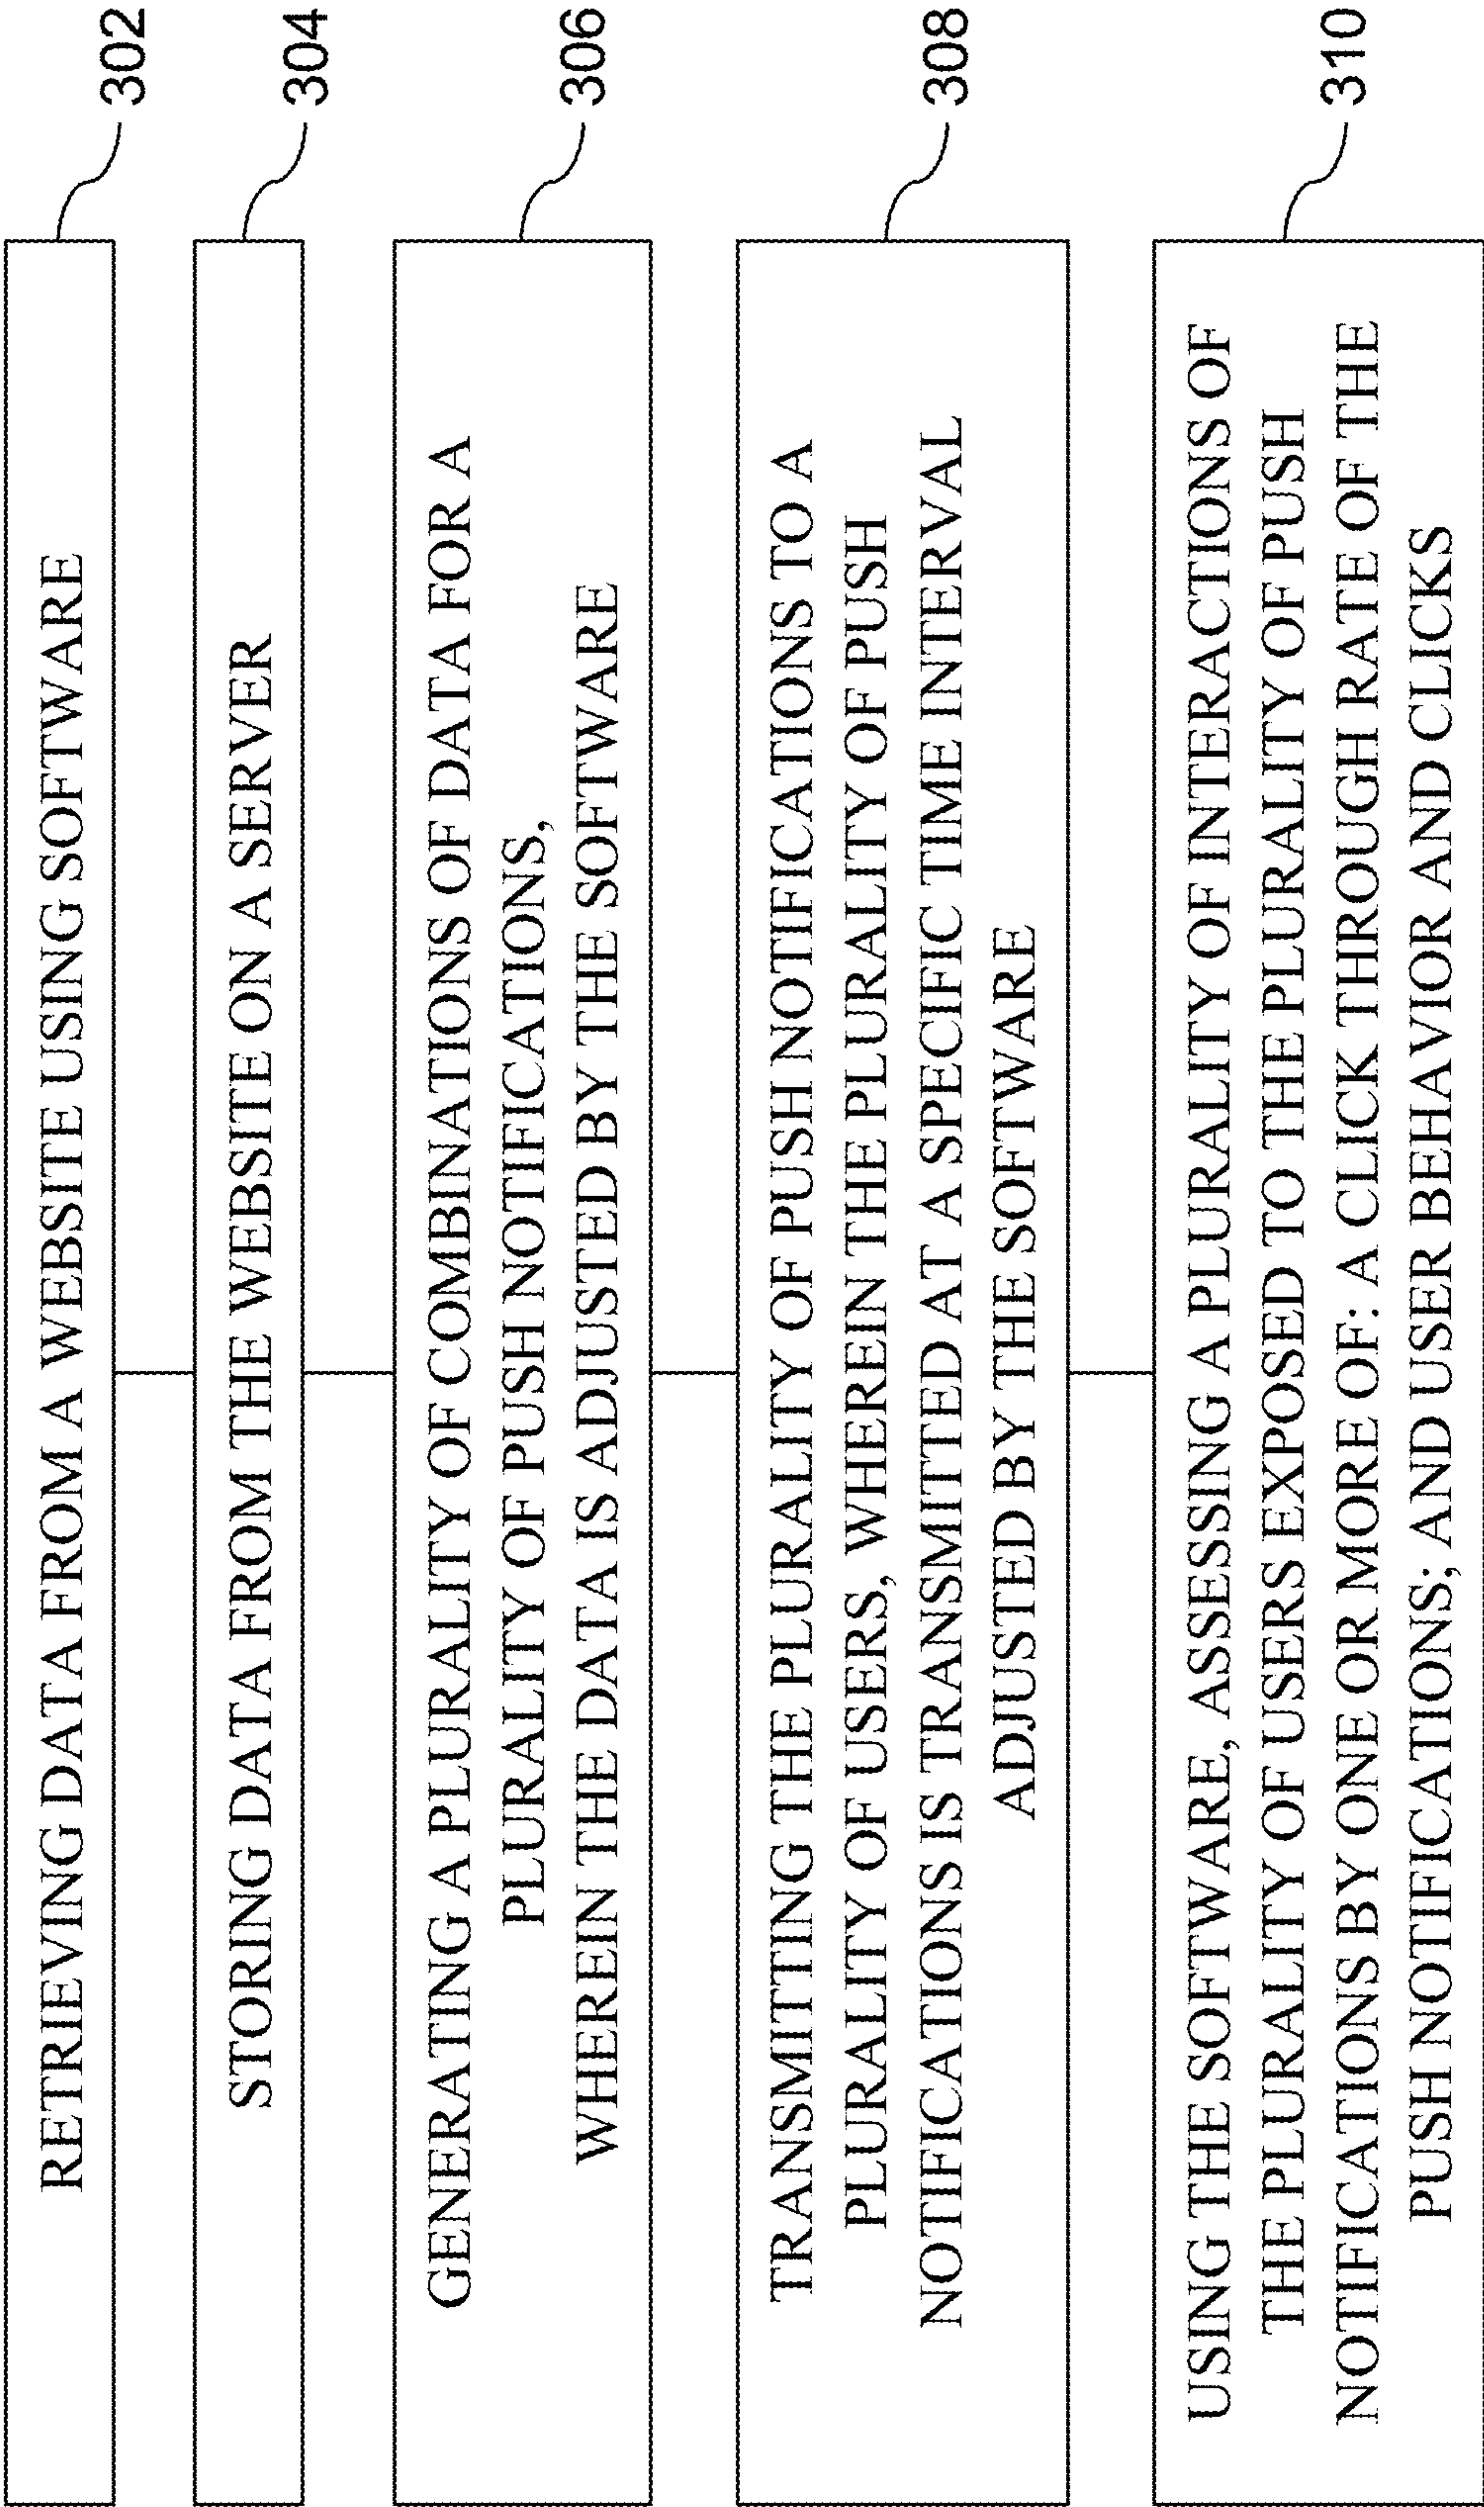 RETRIEVING DATA FROM A WEBSITE USING SOFTWARE
302
STORING DATA FROM THE WEBSITE ON A SERVER
304
GENERATING A PLURALITY OF COMBINATIONS OF DATA FOR A
PLURALITY OF PUSH NOTIFICATIONS,
WHEREIN THE DATA IS ADJUSTED BY THE SOFTWARE
306
TRANSMITTING THE PLURALITY OF PUSH NOTIFICATIONS TO A
PLURALITY OF USERS, WHEREIN THE PLURALITY OF PUSH
NOTIFICATIONS IS TRANSMITTED AT A SPECIFIC TIME INTERVAL
ADJUSTED BY THE SOFTWARE
308
USING THE SOFTWARE, ASSESSING A PLURALITY OF INTERACTIONS OF
THE PLURALITY OF USERS EXPOSED TO THE PLURALITY OF PUSH
NOTIFICATIONS BY ONE OR MORE OF: A CLICK THROUGH RATE OF THE
PUSH NOTIFICATIONS; AND USER BEHAVIOR AND CLICKS
310